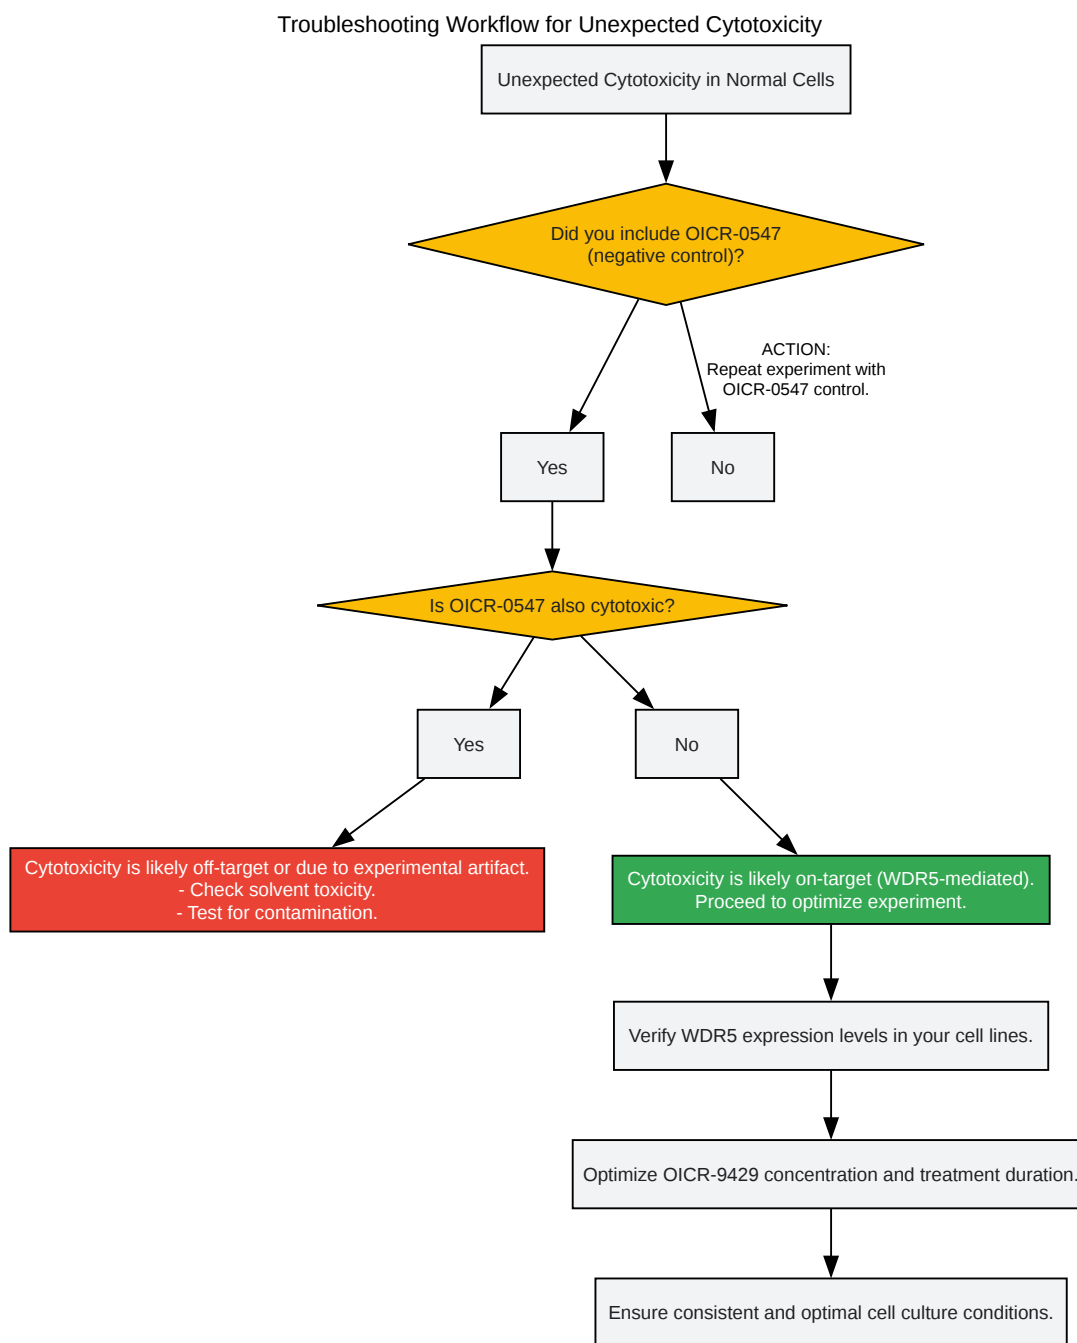 Troubleshooting Workflow for Unexpected Cytotoxicity
Unexpected Cytotoxicity in Normal Cells
Did you include OICR-0547
(negative control)?
ACTION:
Repeat experiment with
OICR-0547 control.
Yes
No
Is OICR-0547 also cytotoxic?
Yes
No
Cytotoxicity is likely off-target or due to experimental artifact.
- Check solvent toxicity.
- Test for contamination.
Cytotoxicity is likely on-target (WDR5-mediated).
Proceed to optimize experiment.
Verify WDR5 expression levels in your cell lines.
Optimize OICR-9429 concentration and treatment duration.
Ensure consistent and optimal cell culture conditions.